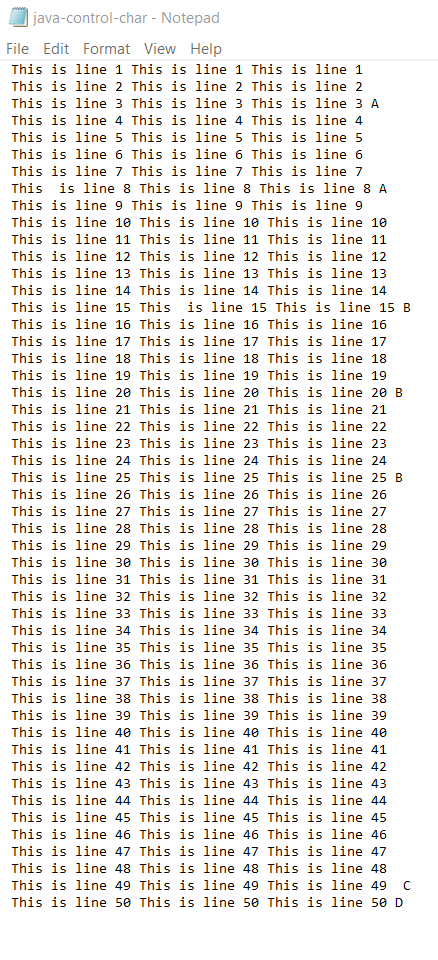 java-control-char - Notepad
File Edit Format View Help
This is line 1 This is line 1 This is line 1
This is line 2 This is line 2 This is line 2
This is line 3 This is line 3 This is line 3 A
This is line 4 This is line 4 This is line 4
This is line 5 This is line 5 This is line 5
This is line 6 This is line 6 This is line 6
This is line 7 This is line 7 This is line 7
This  is line 8 This is line 8 This is line 8 A
This is line 9 This is line 9 This is line 9
This is line 10 This is line 10 This is line 10
This is line 11 This is line 11 This is line 11
This is line 12 This is line 12 This is line 12
This is line 13 This is line 13 This is line 13
This is line 14 This is line 14 This is line 14
This is line 15 This  is line 15 This is line 15 B
This is line 16 This is line 16 This is line 16
This is line 17 This is line 17 This is line 17
This is line 18 This is line 18 This is line 18
This is line 19 This is line 19 This is line 19
This is line 20 This is line 20 This is line 20 B
This is line 21 This is line 21 This is line 21
This is line 22 This is line 22 This is line 22
This is line 23 This is line 23 This is line 23
This is line 24 This is line 24 This is line 24
This is line 25 This is line 25 This is line 25 B
This is line 26 This is line 26 This is line 26
This is line 27 This is line 27 This is line 27
This is line 28 This is line 28 This is line 28
This is line 29 This is line 29 This is line 29
This is line 30 This is line 30 This is line 30
This is line 31 This is line 31 This is line 31
This is line 32 This is line 32 This is line 32
This is line 33 This is line 33 This is line 33
This is line 34 This is line 34 This is line 34
This is line 35 This is line 35 This is line 35
This is line 36 This is line 36 This is line 36
This is line 37 This is line 37 This is line 37
This is line 38 This is line 38 This is line 38
This is line 39 This is line 39 This is line 39
This is line 40 This is line 40 This is line 40
This is line 41 This is line 41 This is line 41
This is line 42 This is line 42 This is line 42
This is line 43 This is line 43 This is line 43
This is line 44 This is line 44 This is line 44
This is line 45 This is line 45 This is line 45
This is line 46 This is line 46 This is line 46
This is line 47 This is line 47 This is line 47
This is line 48 This is line 48 This is line 48
This is line 49 This is line 49 This is line 49  C
This is line 50 This is line 50 This is line 50 D